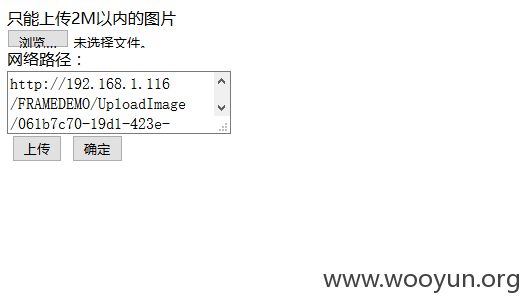 只能上传2M以内的图片
浏览... 未选择文件。
网络路径：
http://192.168.1.116
/FRAMEDEMO/UploadImage
/061b7c70-19d1-423e-
上传 确定
www.wooyun.org